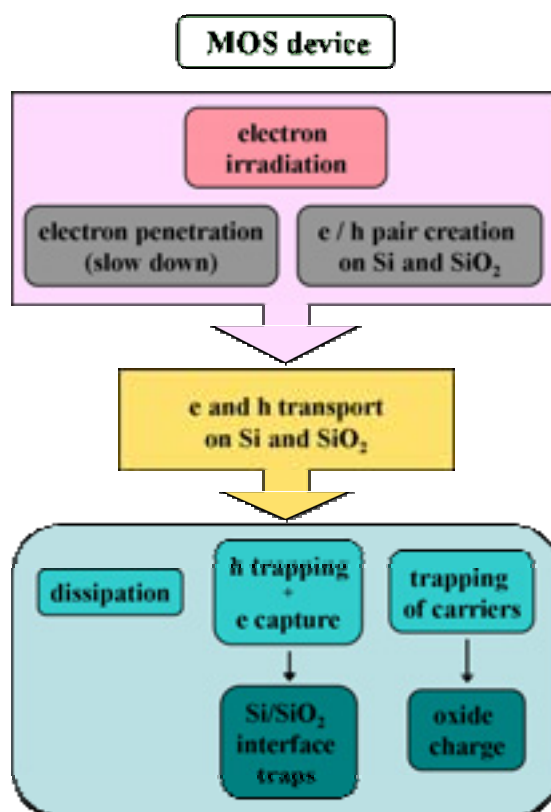 MOS device
electron
irradiation
electron penetration
(slow down)
e / h pair creation
on Si and SiO₂
e and h transport
on Si and SiO₂
dissipation
h trapping
+
e capture
trapping
of carriers
Si/SiO₂
interface
traps
oxide
charge